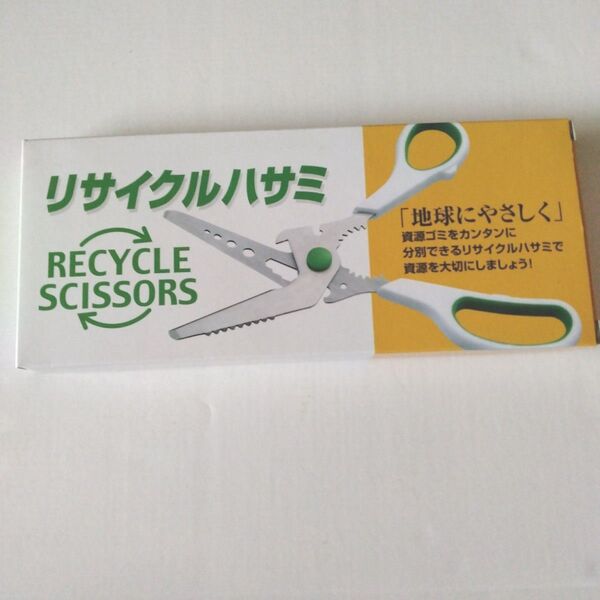 リサイクルハサミ
RECYCLE
SCISSORS
「地球にやさしく」
資源ゴミをカンタンに
分別できるリサイクルハサミで
資源を大切にしましょう!